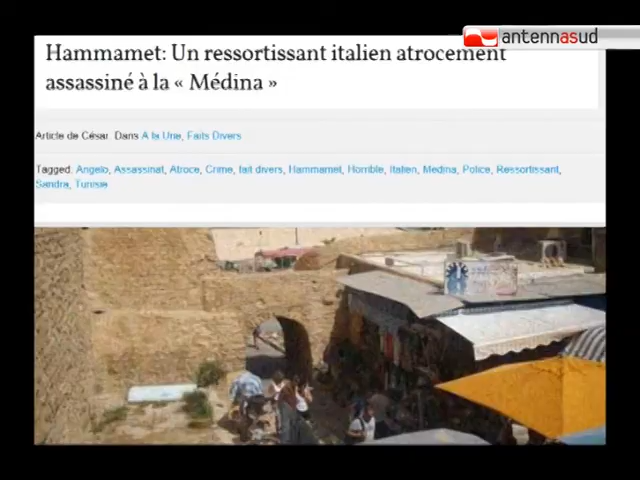 antennasud
Hammamet: Un ressortissant italien atrocement
assassiné à la « Médina »
Article de César. Dans A la Une, Faits Divers
Tagged: Angelo, Assassinat, Atroce, Crime, fait divers, Hammamet, Horrible, Italien, Medina, Police, Ressortissant,
Sandra, Tunisie